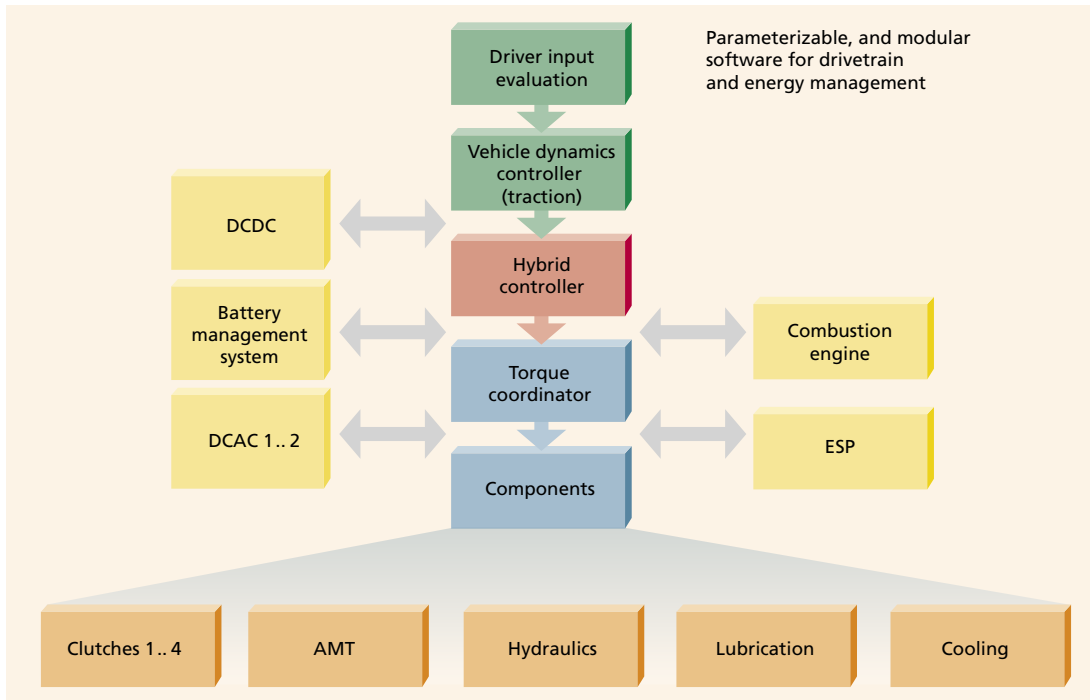 Driver input
evaluation
Parameterizable, and modular
software for drivetrain
and energy management
Vehicle dynamics
controller
(traction)
DCDC
Hybrid
controller
Battery
management
system
Combustion
engine
Torque
coordinator
DCAC 1.. 2
ESP
Components
Clutches 1.. 4
AMT
Hydraulics
Lubrication
Cooling